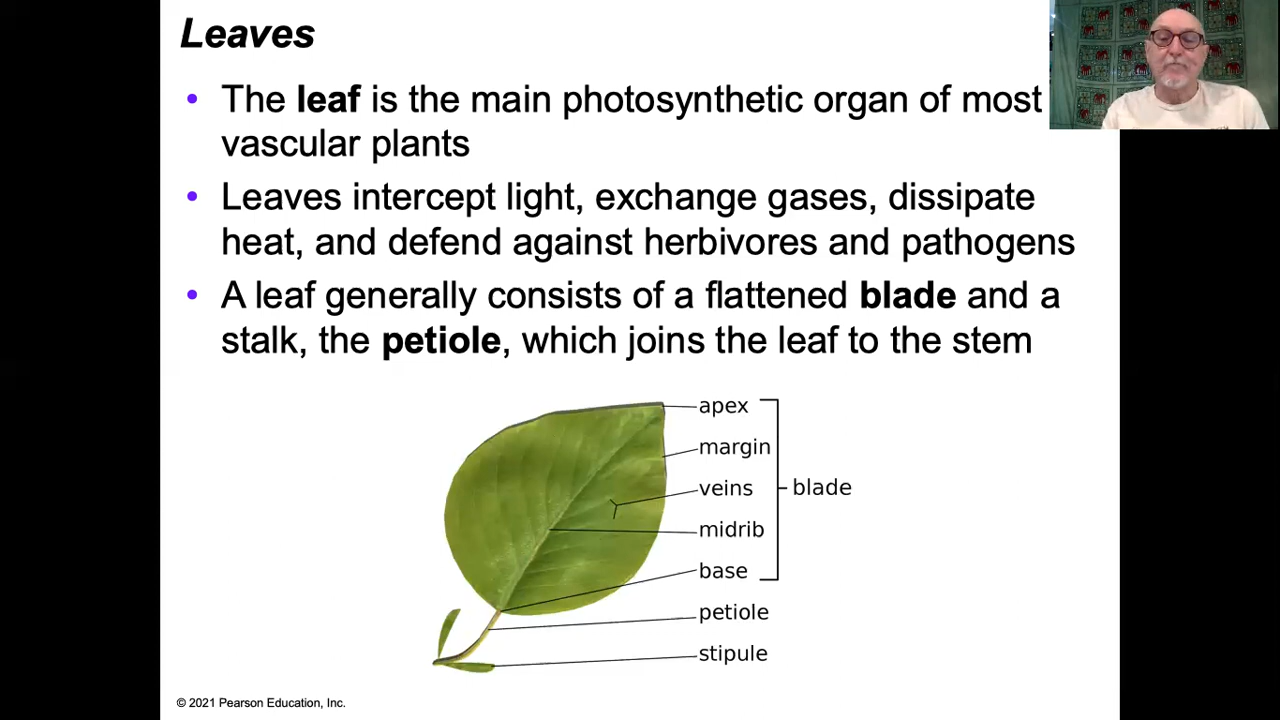 Leaves
• The leaf is the main photosynthetic organ of most
vascular plants
• Leaves intercept light, exchange gases, dissipate
heat, and defend against herbivores and pathogens
• A leaf generally consists of a flattened blade and a
stalk, the petiole, which joins the leaf to the stem
apex
margin
veins
blade
midrib
base
petiole
stipule
© 2021 Pearson Education, Inc.